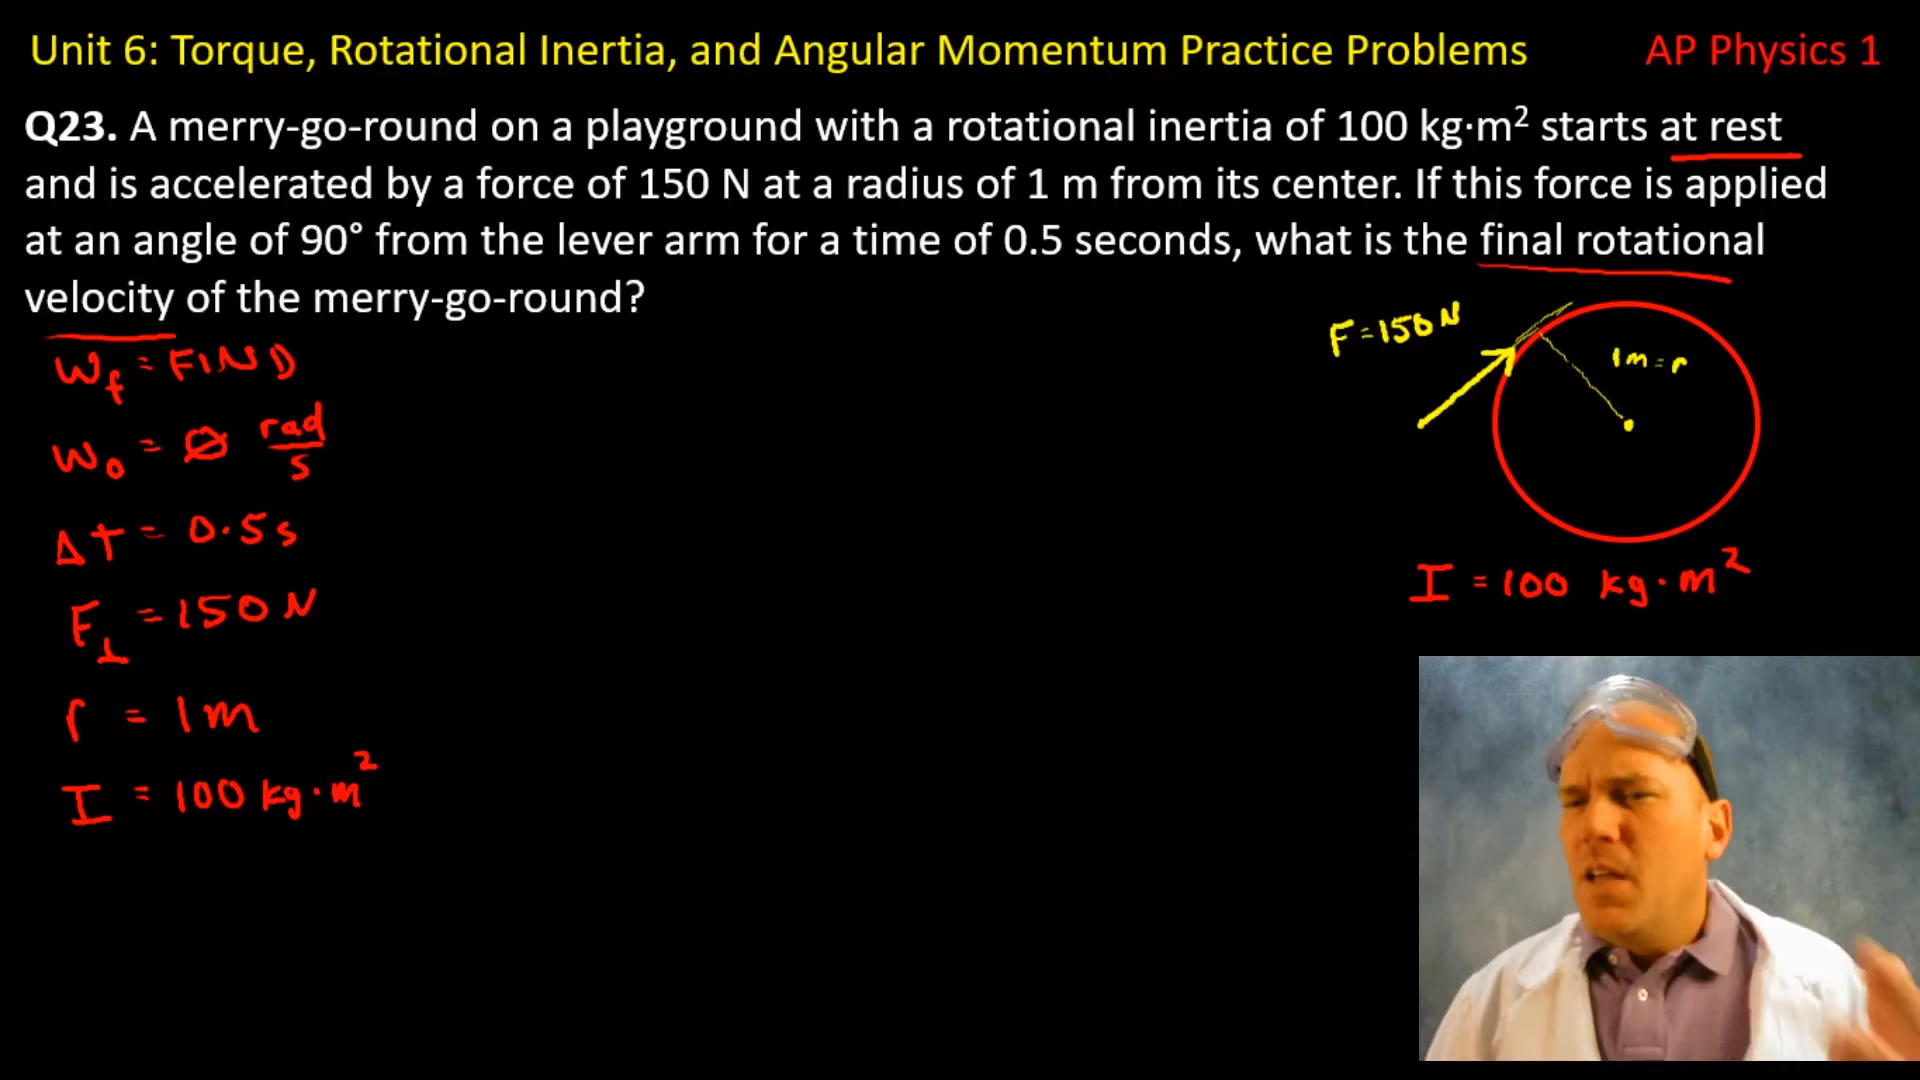 Unit 6: Torque, Rotational Inertia, and Angular Momentum Practice Problems AP Physics 1
Q23. A merry-go-round on a playground with a rotational inertia of 100 kg·m² starts at rest
and is accelerated by a force of 150 N at a radius of 1 m from its center. If this force is applied
at an angle of 90° from the lever arm for a time of 0.5 seconds, what is the final rotational
velocity of the merry-go-round?
F=150N
1m=r
I = 100 kg·m²
ω_f = FIND
ω_0 = 0 rad/s
Δt = 0.5s
F_⊥ = 150N
r = 1m
I = 100 kg·m²